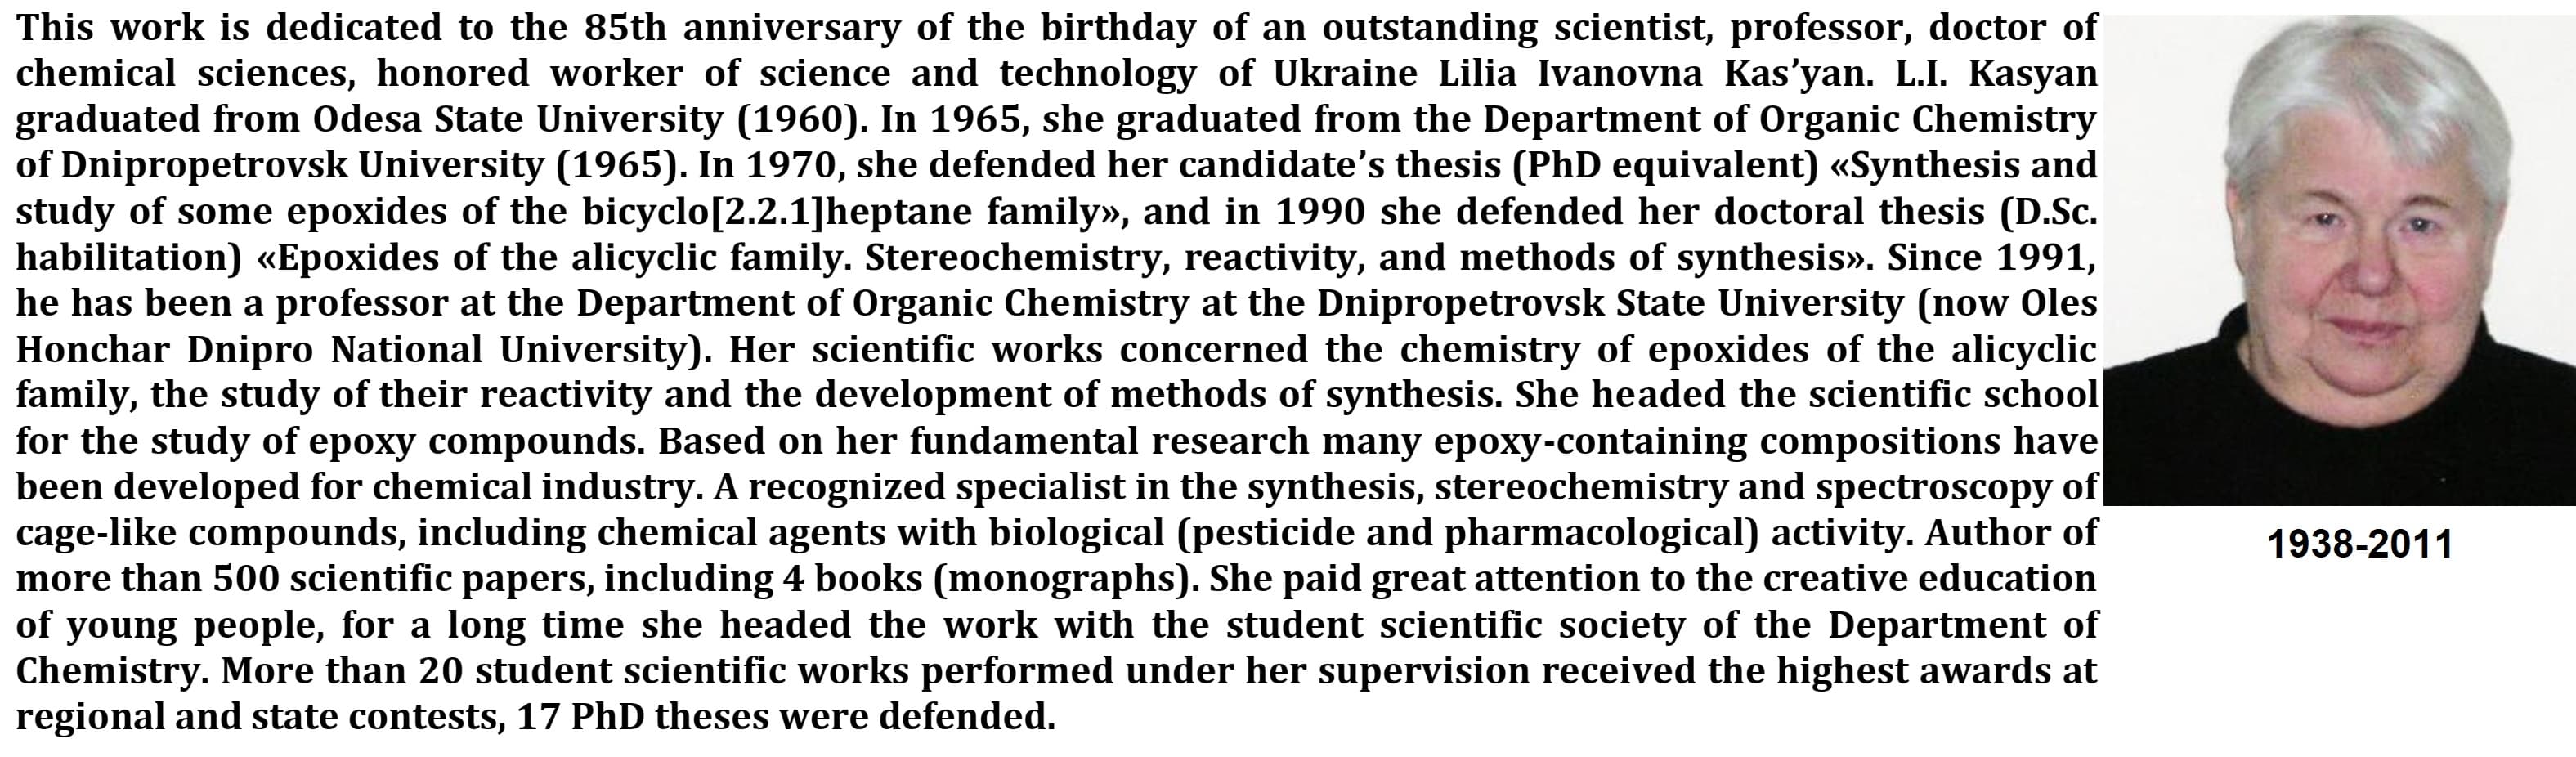 This work is dedicated to the 85th anniversary of the birthday of an outstanding scientist, professor, doctor of
chemical sciences, honored worker of science and technology of Ukraine Lilia Ivanovna Kas’yan. L.I. Kasyan
graduated from Odesa State University (1960). In 1965, she graduated from the Department of Organic Chemistry
of Dnipropetrovsk University (1965). In 1970, she defended her candidate’s thesis (PhD equivalent) «Synthesis and
study of some epoxides of the bicyclo[2.2.1]heptane family», and in 1990 she defended her doctoral thesis (D.Sc.
habilitation) «Epoxides of the alicyclic family. Stereochemistry, reactivity, and methods of synthesis». Since 1991,
he has been a professor at the Department of Organic Chemistry at the Dnipropetrovsk State University (now Oles
Honchar Dnipro National University). Her scientific works concerned the chemistry of epoxides of the alicyclic
family, the study of their reactivity and the development of methods of synthesis. She headed the scientific school
for the study of epoxy compounds. Based on her fundamental research many epoxy-containing compositions have
been developed for chemical industry. A recognized specialist in the synthesis, stereochemistry and spectroscopy of
cage-like compounds, including chemical agents with biological (pesticide and pharmacological) activity. Author of
more than 500 scientific papers, including 4 books (monographs). She paid great attention to the creative education
of young people, for a long time she headed the work with the student scientific society of the Department of
Chemistry. More than 20 student scientific works performed under her supervision received the highest awards at
regional and state contests, 17 PhD theses were defended.
1938-2011